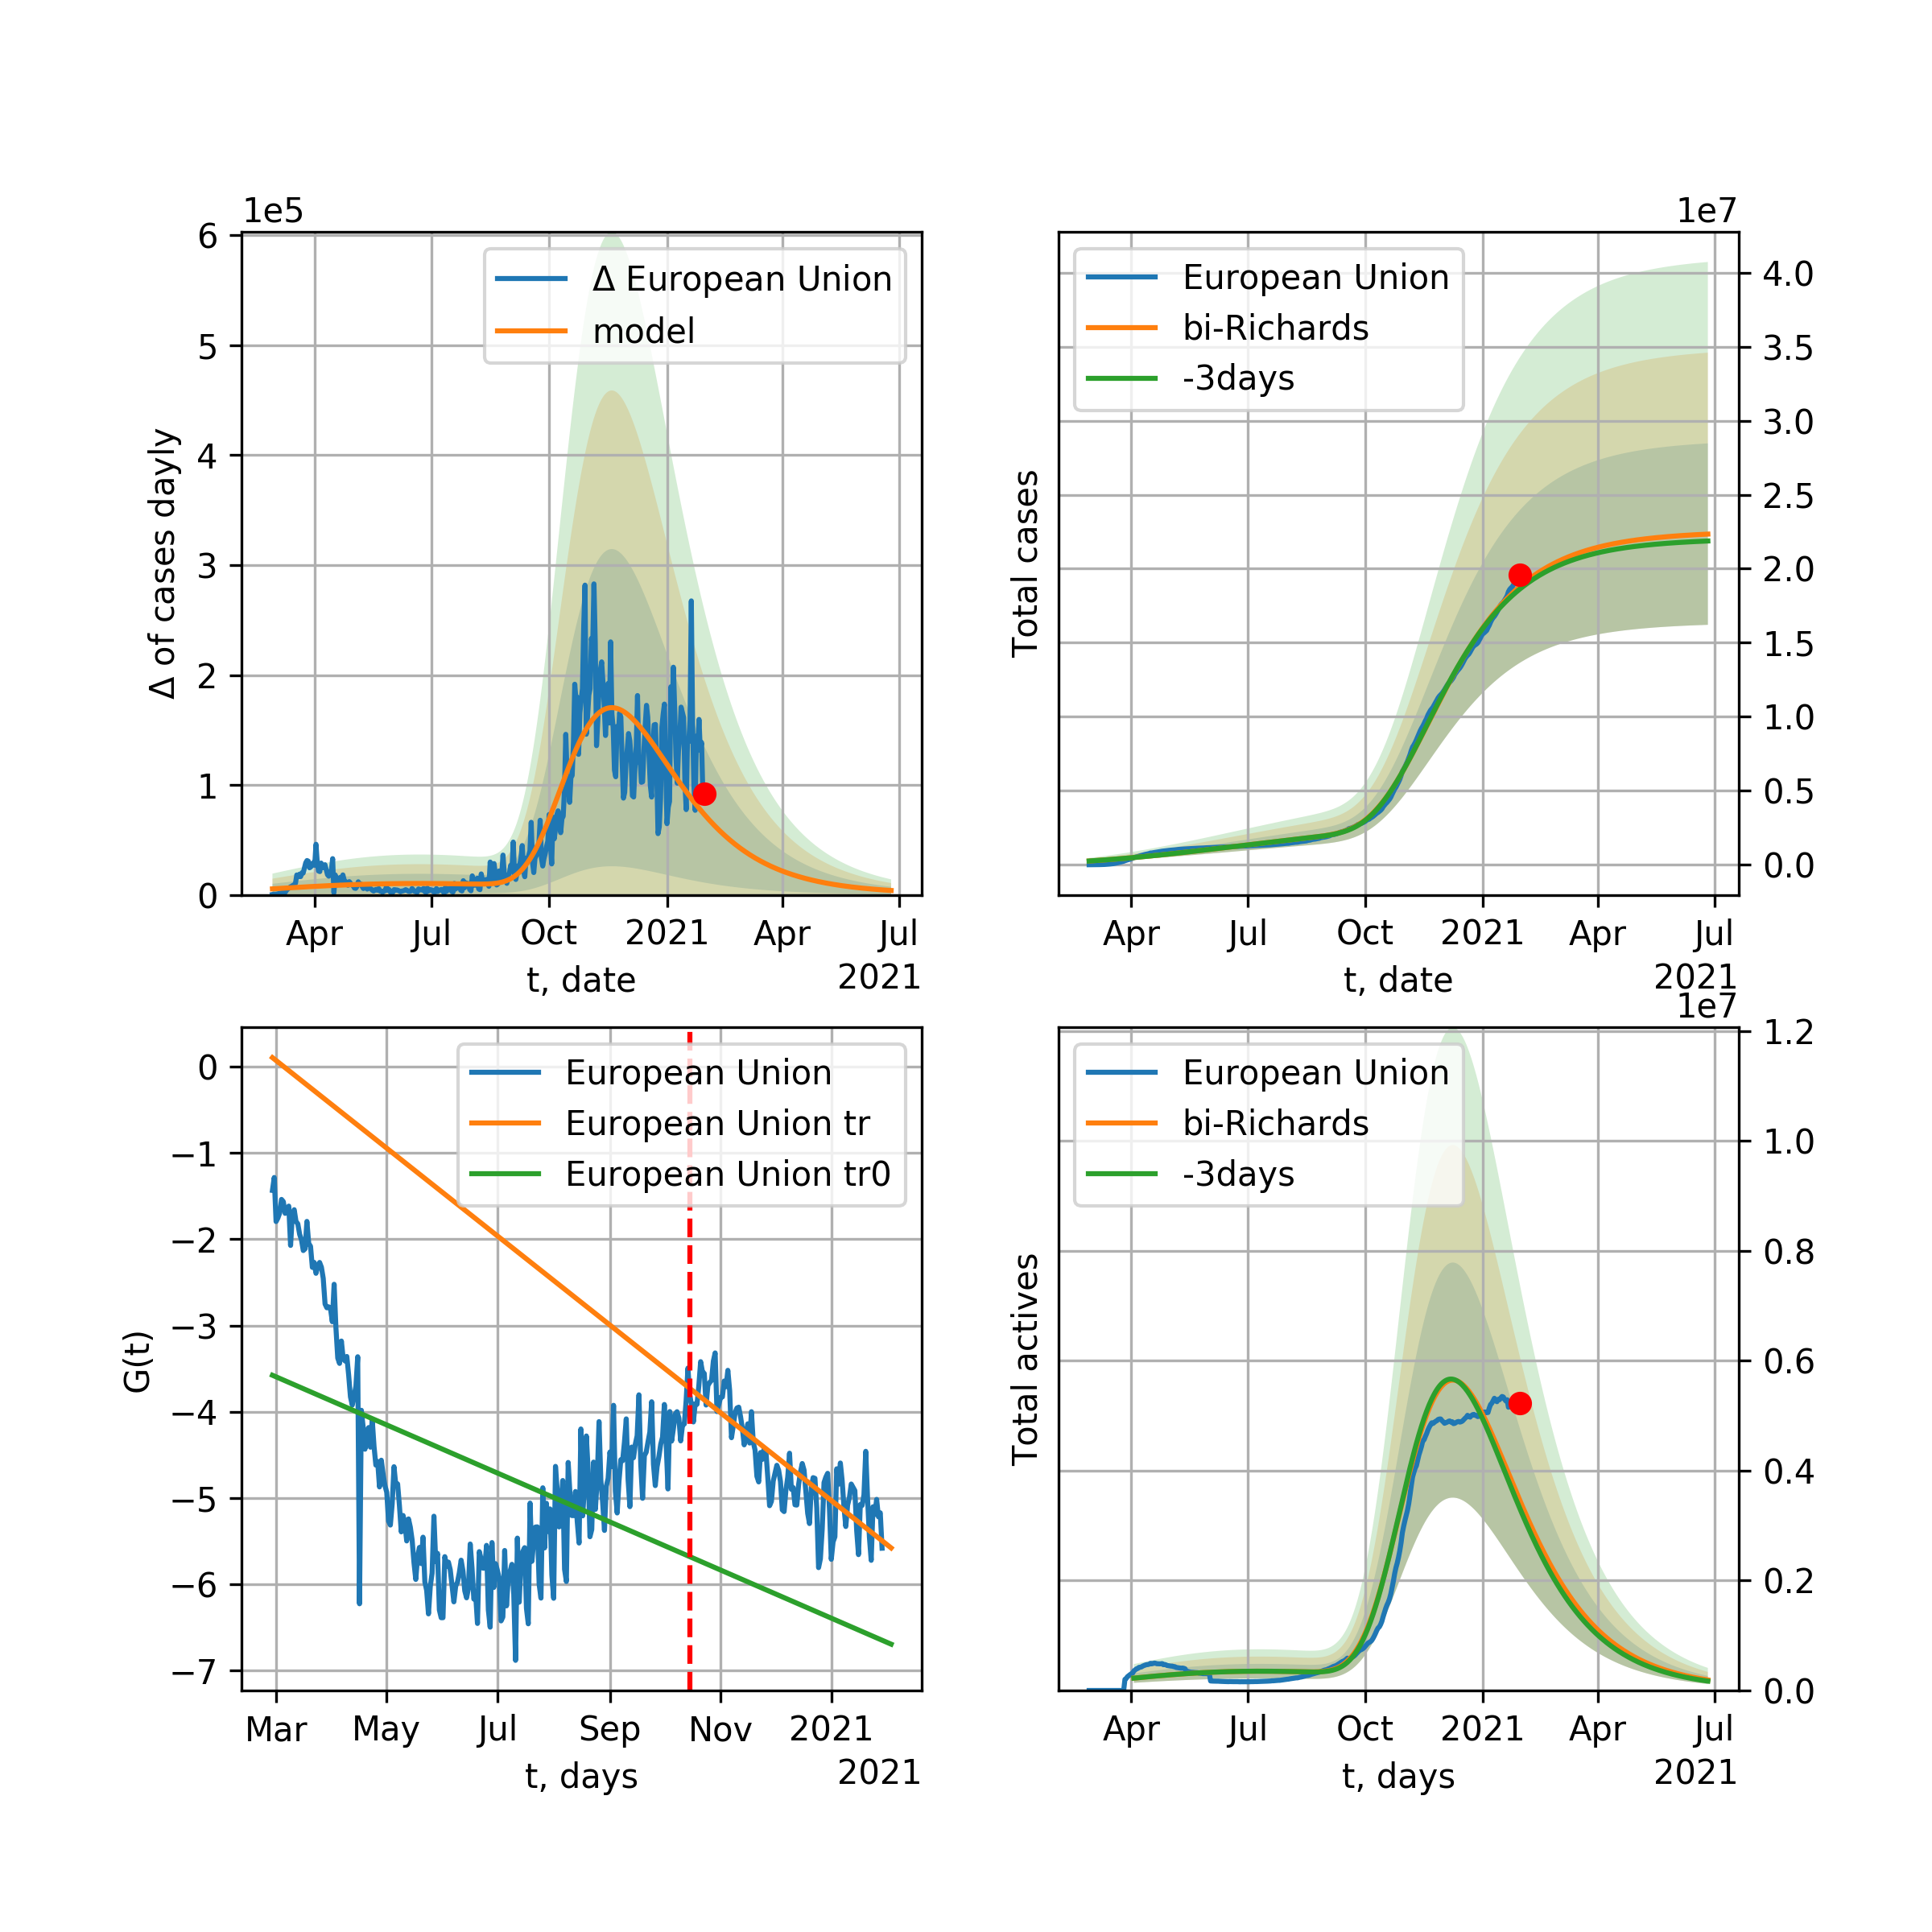 1e5
6
5
4
3
2
1
0
Δ of cases dayly
Δ European Union
model
Apr Jul Oct 2021 Apr Jul
t, date
2021
1e7
European Union
bi-Richards
-3days
Total cases
4.0
3.5
3.0
2.5
2.0
1.5
1.0
0.5
0.0
Apr Jul Oct 2021 Apr Jul
t, date
2021
0
−1
−2
−3
−4
−5
−6
−7
G(t)
European Union
European Union tr
European Union tr0
Mar May Jul Sep Nov 2021
t, days
2021
1e7
European Union
bi-Richards
-3days
Total actives
1.2
1.0
0.8
0.6
0.4
0.2
0.0
Apr Jul Oct 2021 Apr Jul
t, days
2021